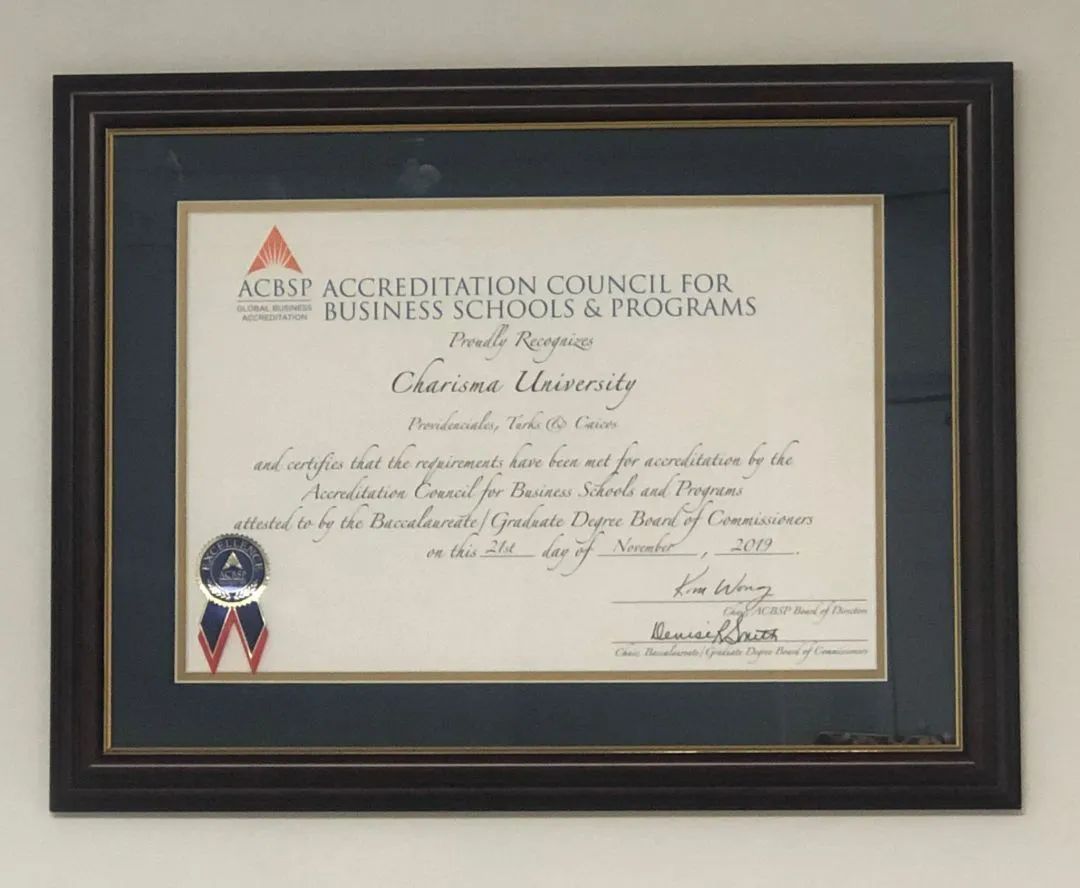 ACBSP
GLOBAL BUSINESS
ACCREDITATION
ACCREDITATION COUNCIL FOR
BUSINESS SCHOOLS & PROGRAMS
Proudly Recognizes
Charisma University
Providenciales, Turks & Caicos
and certifies that the requirements have been met for accreditation by the
Accreditation Council for Business Schools and Programs
attested to by the Baccalaureate/Graduate Degree Board of Commissioners
on this 21st day of November, 2019.
EXCELLENCE
ACBSP
Kim Wong
Chair, ACBSP Board of Directors
Denise R Smith
Chair, Baccalaureate/Graduate Degree Board of Commissioners